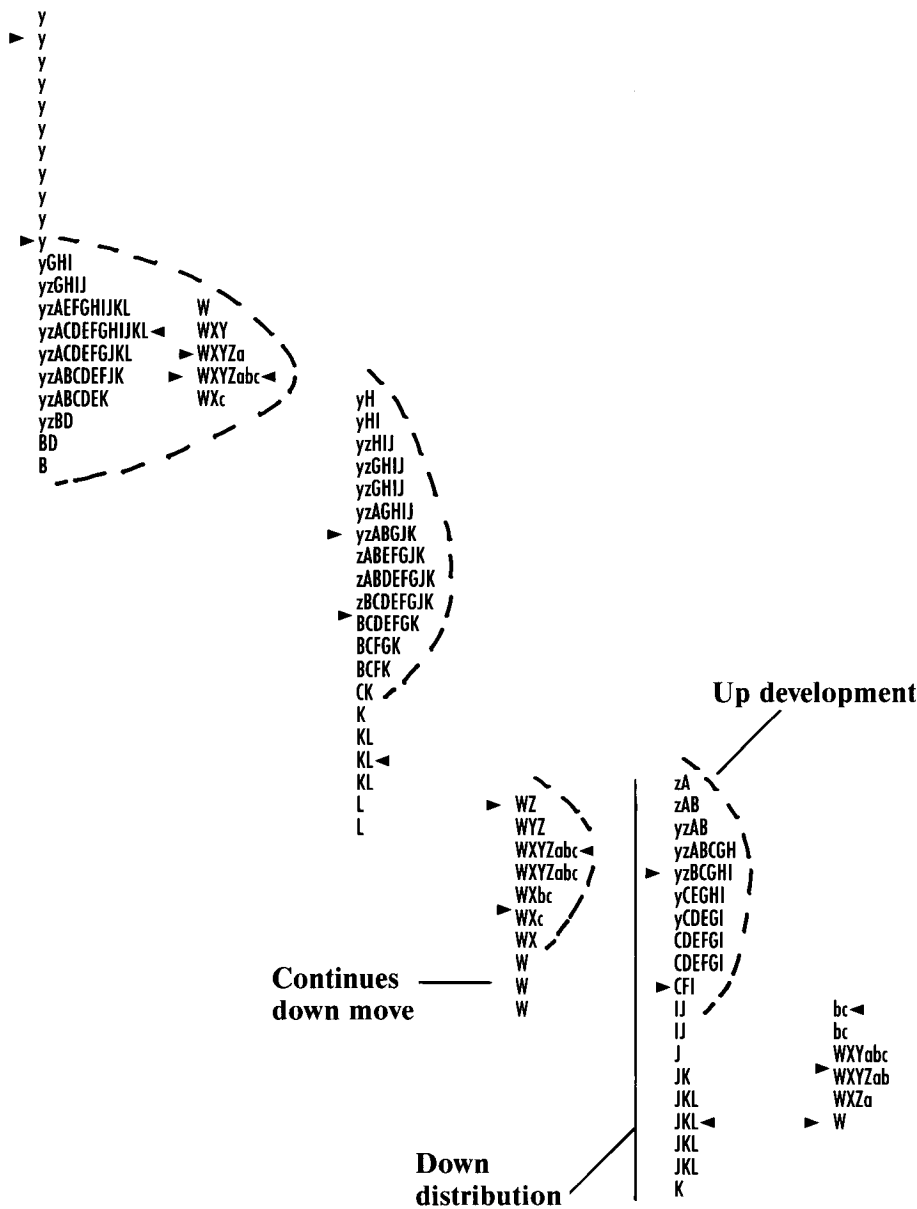 y
y
y
y
y
y
y
y
y
y
y
yGHI
yzGHIJ
yzAEFGHIJKL
yzACDEFGHIJKL
yzACDEFGJKL
yzABCDEFJK
yzABCDEK
yzBD
BD
B
W
WXY
WXYZa
WXYZabc
WXc
yH
yHI
yzHIJ
yzGHIJ
yzGHIJ
yzAGHIJ
yzABGJK
zABEFGJK
zABDEFGJK
zBCDEFGJK
BCDEFGK
BCFGK
BCFK
CK
K
KL
KL
KL
L
L
WZ
WYZ
WXYZabc
WXYZabc
WXbc
WXc
WX
W
W
W
Continues
down move
Up development
zA
zAB
yzAB
yzABCGH
yzBCGHI
yCEGHI
yCDEGI
CDEFGI
CDEFGI
CFI
IJ
IJ
J
JK
JKL
JKL
JKL
JKL
K
Down
distribution
bc
bc
WXYabc
WXYZab
WXZa
W